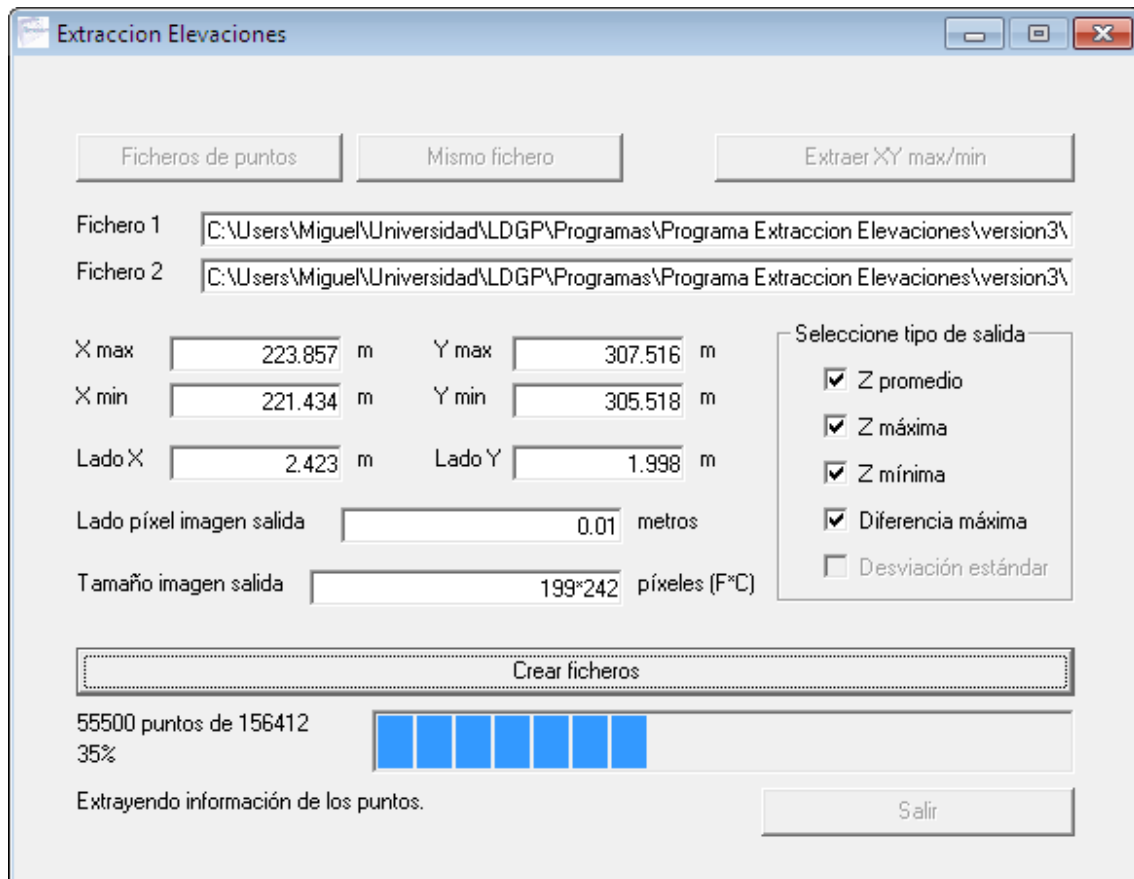 Extraccion Elevaciones
Ficheros de puntos Mismo fichero Extraer XY max/min
Fichero 1 C:\Users\Miguel\Universidad\LDGP\Programas\Programa Extraccion Elevaciones\version3\
Fichero 2 C:\Users\Miguel\Universidad\LDGP\Programas\Programa Extraccion Elevaciones\version3\
X max 223.857 m Y max 307.516 m
X min 221.434 m Y min 305.518 m
Lado X 2.423 m Lado Y 1.998 m
Lado píxel imagen salida 0.01 metros
Tamaño imagen salida 199*242 píxeles (F*C)
Seleccione tipo de salida
Z promedio
Z máxima
Z mínima
Diferencia máxima
Desviación estándar
Crear ficheros
55500 puntos de 156412
35%
Extrayendo información de los puntos.
Salir